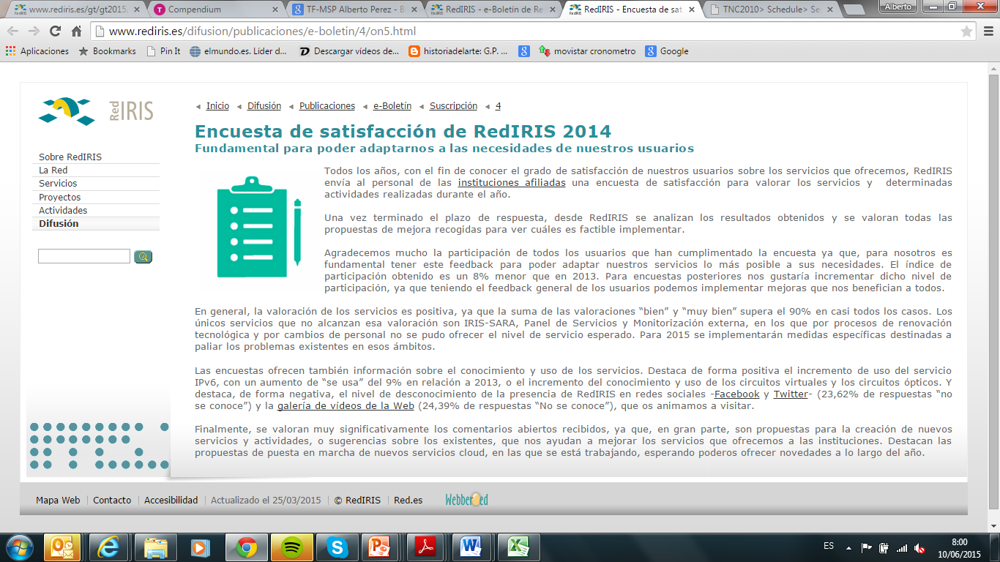 www.rediris.es/gt/gt2015/
Compendium
TF-MSP Alberto Perez - B
RedIRIS - e-Boletín de Re
RedIRIS - Encuesta de sat
TNC2010> Schedule> Se
Alberto
www.rediris.es/difusion/publicaciones/e-boletin/4/on5.html
Aplicaciones
Bookmarks
Pin It
elmundo.es. Líder d...
Descargar vídeos de...
historiadelarte: G.P. ...
movistar cronometro
Google
Red IRIS
Inicio Difusión Publicaciones e-Boletín Suscripción 4
Encuesta de satisfacción de RedIRIS 2014
Fundamental para poder adaptarnos a las necesidades de nuestros usuarios
Sobre RedIRIS
La Red
Servicios
Proyectos
Actividades
Difusión
Todos los años, con el fin de conocer el grado de satisfacción de nuestros usuarios sobre los servicios que ofrecemos, RedIRIS
envía al personal de las instituciones afiliadas una encuesta de satisfacción para valorar los servicios y determinadas
actividades realizadas durante el año.
Una vez terminado el plazo de respuesta, desde RedIRIS se analizan los resultados obtenidos y se valoran todas las
propuestas de mejora recogidas para ver cuáles es factible implementar.
Agradecemos mucho la participación de todos los usuarios que han cumplimentado la encuesta ya que, para nosotros es
fundamental tener este feedback para poder adaptar nuestros servicios lo más posible a sus necesidades. El índice de
participación obtenido es un 8% menor que en 2013. Para encuestas posteriores nos gustaría incrementar dicho nivel de
participación, ya que teniendo el feedback general de los usuarios podemos implementar mejoras que nos benefician a todos.
En general, la valoración de los servicios es positiva, ya que la suma de las valoraciones “bien” y “muy bien” supera el 90% en casi todos los casos. Los
únicos servicios que no alcanzan esa valoración son IRIS-SARA, Panel de Servicios y Monitorización externa, en los que por procesos de renovación
tecnológica y por cambios de personal no se pudo ofrecer el nivel de servicio esperado. Para 2015 se implementarán medidas específicas destinadas a
paliar los problemas existentes en esos ámbitos.
Las encuestas ofrecen también información sobre el conocimiento y uso de los servicios. Destaca de forma positiva el incremento de uso del servicio
IPv6, con un aumento de “se usa” del 9% en relación a 2013, o el incremento del conocimiento y uso de los circuitos virtuales y los circuitos ópticos. Y
destaca, de forma negativa, el nivel de desconocimiento de la presencia de RedIRIS en redes sociales -Facebook y Twitter- (23,62% de respuestas “no
se conoce”) y la galería de vídeos de la Web (24,39% de respuestas “No se conoce”), que os animamos a visitar.
Finalmente, se valoran muy significativamente los comentarios abiertos recibidos, ya que, en gran parte, son propuestas para la creación de nuevos
servicios y actividades, o sugerencias sobre los existentes, que nos ayudan a mejorar los servicios que ofrecemos a las instituciones. Destacan las
propuestas de puesta en marcha de nuevos servicios cloud, en las que se está trabajando, esperando poderos ofrecer novedades a lo largo del año.
Mapa Web Contacto Accesibilidad Actualizado el 25/03/2015 © RedIRIS Red.es Webbered
ES
8:00
10/06/2015